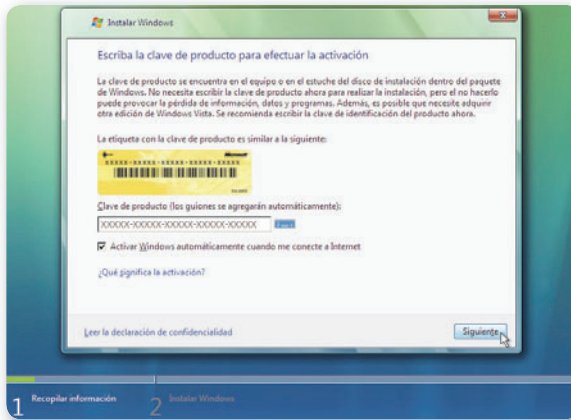 Instalar Windows
Escriba la clave de producto para efectuar la activación
La clave de producto se encuentra en el equipo o en el estuche del disco de instalación dentro del paquete
de Windows. No necesita escribir la clave de producto ahora para realizar la instalación, pero el no hacerlo
puede provocar la pérdida de información, datos y programas. Además, es posible que necesite adquirir
otra edición de Windows Vista. Se recomienda escribir la clave de identificación del producto ahora.
La etiqueta con la clave de producto es similar a la siguiente:
Microsoft
XXXXX-XXXXX-XXXXX-XXXXX-XXXXX
Clave de producto (los guiones se agregarán automáticamente):
XXXXX-XXXXX-XXXXX-XXXXX-XXXXX
Activar Windows automáticamente cuando me conecte a Internet
¿Qué significa la activación?
Leer la declaración de confidencialidad
Siguiente
1 Recopilar información
2 Instalar Windows